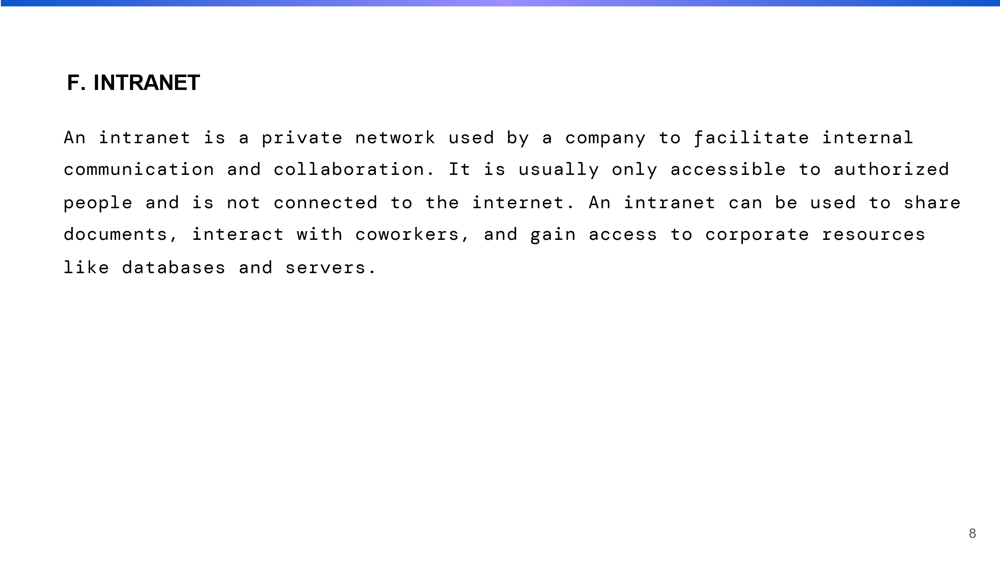 F. INTRANET
An intranet is a private network used by a company to facilitate internal
communication and collaboration. It is usually only accessible to authorized
people and is not connected to the internet. An intranet can be used to share
documents, interact with coworkers, and gain access to corporate resources
like databases and servers.
8